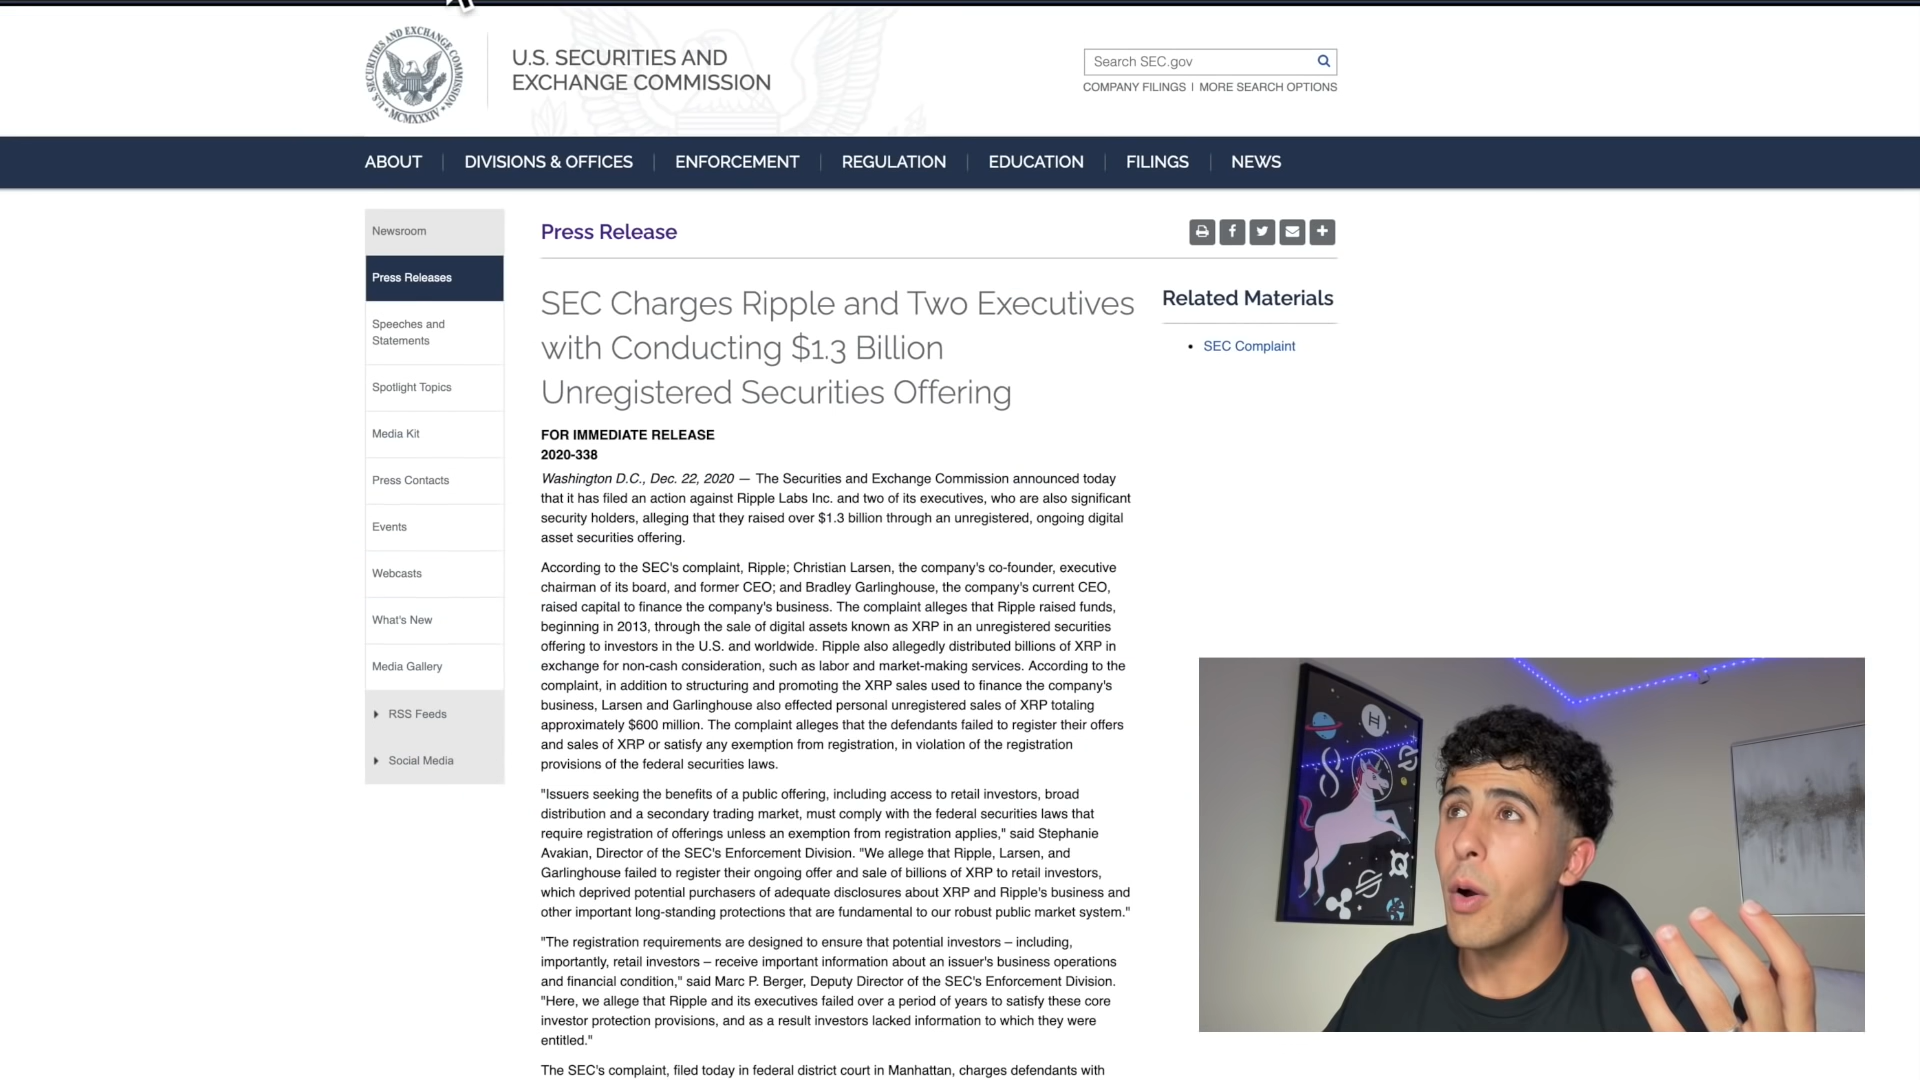 U.S. SECURITIES AND EXCHANGE COMMISSION
MCMXXXIV
U.S. SECURITIES AND
EXCHANGE COMMISSION
Search SEC.gov
COMPANY FILINGS | MORE SEARCH OPTIONS
ABOUT
DIVISIONS & OFFICES
ENFORCEMENT
REGULATION
EDUCATION
FILINGS
NEWS
Newsroom
Press Releases
Speeches and
Statements
Spotlight Topics
Media Kit
Press Contacts
Events
Webcasts
What's New
Media Gallery
RSS Feeds
Social Media
Press Release
SEC Charges Ripple and Two Executives
with Conducting $1.3 Billion
Unregistered Securities Offering
FOR IMMEDIATE RELEASE
2020-338
Washington D.C., Dec. 22, 2020 — The Securities and Exchange Commission announced today
that it has filed an action against Ripple Labs Inc. and two of its executives, who are also significant
security holders, alleging that they raised over $1.3 billion through an unregistered, ongoing digital
asset securities offering.
According to the SEC's complaint, Ripple; Christian Larsen, the company's co-founder, executive
chairman of its board, and former CEO; and Bradley Garlinghouse, the company's current CEO,
raised capital to finance the company's business. The complaint alleges that Ripple raised funds,
beginning in 2013, through the sale of digital assets known as XRP in an unregistered securities
offering to investors in the U.S. and worldwide. Ripple also allegedly distributed billions of XRP in
exchange for non-cash consideration, such as labor and market-making services. According to the
complaint, in addition to structuring and promoting the XRP sales used to finance the company's
business, Larsen and Garlinghouse also effected personal unregistered sales of XRP totaling
approximately $600 million. The complaint alleges that the defendants failed to register their offers
and sales of XRP or satisfy any exemption from registration, in violation of the registration
provisions of the federal securities laws.
"Issuers seeking the benefits of a public offering, including access to retail investors, broad
distribution and a secondary trading market, must comply with the federal securities laws that
require registration of offerings unless an exemption from registration applies," said Stephanie
Avakian, Director of the SEC's Enforcement Division. "We allege that Ripple, Larsen, and
Garlinghouse failed to register their ongoing offer and sale of billions of XRP to retail investors,
which deprived potential purchasers of adequate disclosures about XRP and Ripple's business and
other important long-standing protections that are fundamental to our robust public market system."
"The registration requirements are designed to ensure that potential investors – including,
importantly, retail investors – receive important information about an issuer's business operations
and financial condition," said Marc P. Berger, Deputy Director of the SEC's Enforcement Division.
"Here, we allege that Ripple and its executives failed over a period of years to satisfy these core
investor protection provisions, and as a result investors lacked information to which they were
entitled."
The SEC's complaint, filed today in federal district court in Manhattan, charges defendants with
Related Materials
SEC Complaint